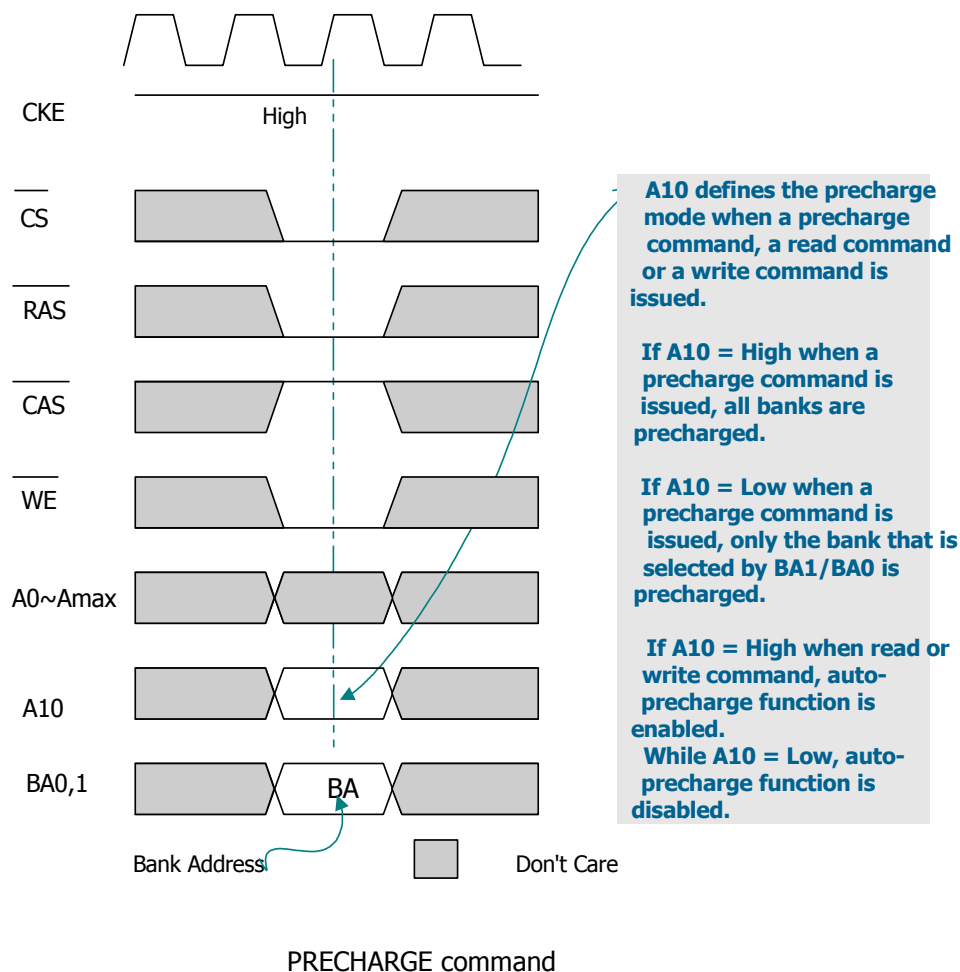 CKE
High
CS
RAS
CAS
WE
A0~Amax
A10
BA0,1
BA
Bank Address
Don't Care
A10 defines the precharge
mode when a precharge
command, a read command
or a write command is
issued.
If A10 = High when a
precharge command is
issued, all banks are
precharged.
If A10 = Low when a
precharge command is
issued, only the bank that is
selected by BA1/BA0 is
precharged.
If A10 = High when read or
write command, auto-
precharge function is
enabled.
While A10 = Low, auto-
precharge function is
disabled.
PRECHARGE command